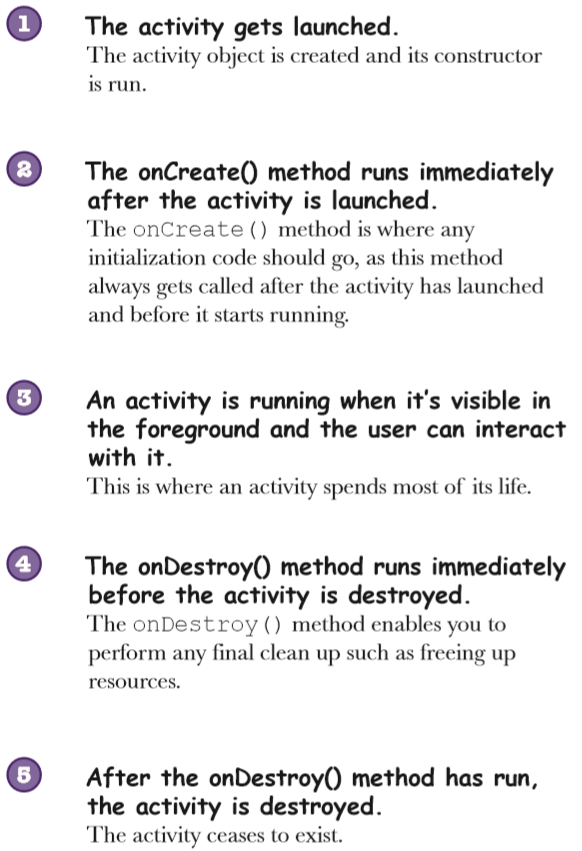 1 The activity gets launched.
The activity object is created and its constructor
is run.
2 The onCreate() method runs immediately
after the activity is launched.
The onCreate() method is where any
initialization code should go, as this method
always gets called after the activity has launched
and before it starts running.
3 An activity is running when it's visible in
the foreground and the user can interact
with it.
This is where an activity spends most of its life.
4 The onDestroy() method runs immediately
before the activity is destroyed.
The onDestroy() method enables you to
perform any final clean up such as freeing up
resources.
5 After the onDestroy() method has run,
the activity is destroyed.
The activity ceases to exist.